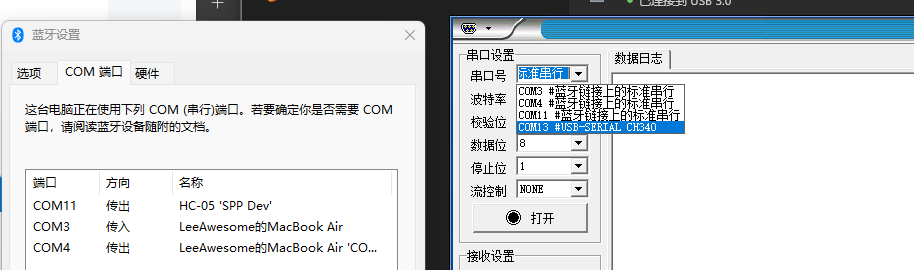 已连接到 USB 3.0
蓝牙设置
选项
COM 端口
硬件
这台电脑正在使用下列 COM (串行)端口。若要确定你是否需要 COM
端口，请阅读蓝牙设备随附的文档。
端口 方向 名称
COM11 传出 HC-05 'SPP Dev'
COM3 传入 LeeAwesome的MacBook Air
COM4 传出 LeeAwesome的MacBook Air 'CO...
串口设置
串口号 标准串行
COM3 #蓝牙链接上的标准串行
COM4 #蓝牙链接上的标准串行
COM11 #蓝牙链接上的标准串行
COM13 #USB-SERIAL CH340
波特率
校验位
数据位 8
停止位 1
流控制 NONE
打开
接收设置
数据日志